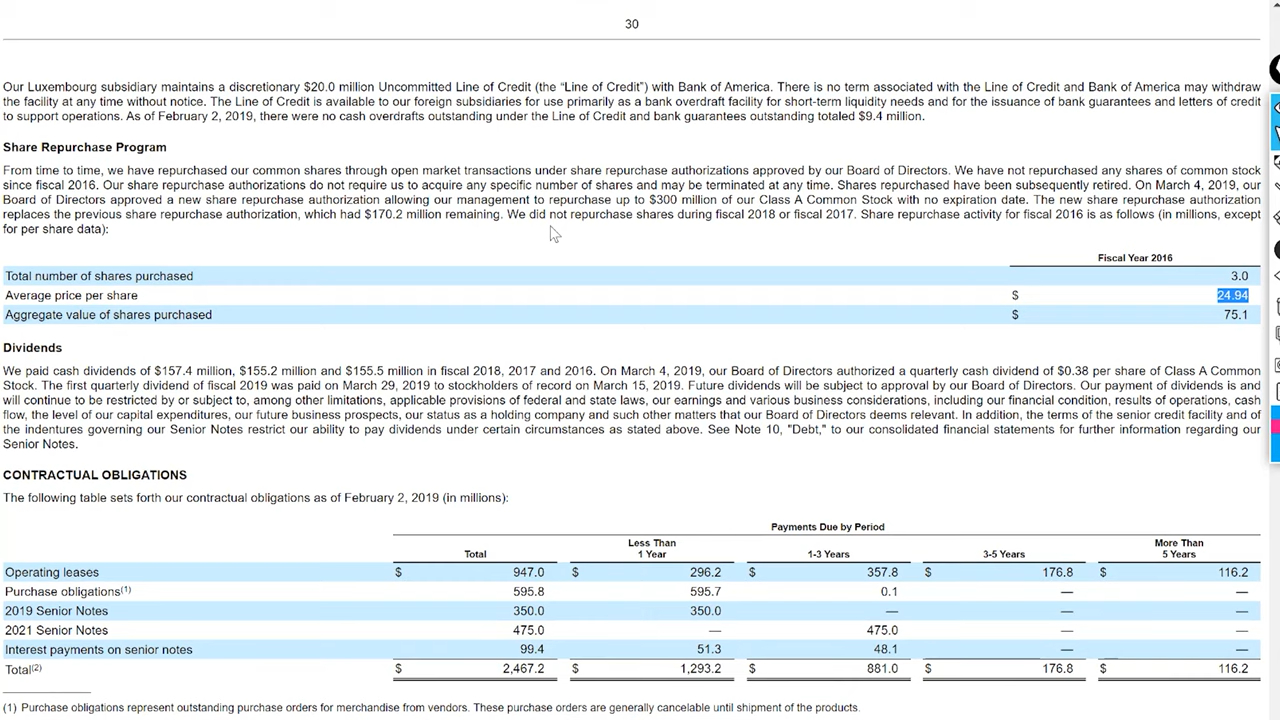 30
Our Luxembourg subsidiary maintains a discretionary $20.0 million Uncommitted Line of Credit (the “Line of Credit”) with Bank of America. There is no term associated with the Line of Credit and Bank of America may withdraw
the facility at any time without notice. The Line of Credit is available to our foreign subsidiaries for use primarily as a bank overdraft facility for short-term liquidity needs and for the issuance of bank guarantees and letters of credit
to support operations. As of February 2, 2019, there were no cash overdrafts outstanding under the Line of Credit and bank guarantees outstanding totaled $9.4 million.
Share Repurchase Program
From time to time, we have repurchased our common shares through open market transactions under share repurchase authorizations approved by our Board of Directors. We have not repurchased any shares of common stock
since fiscal 2016. Our share repurchase authorizations do not require us to acquire any specific number of shares and may be terminated at any time. Shares repurchased have been subsequently retired. On March 4, 2019, our
Board of Directors approved a new share repurchase authorization allowing our management to repurchase up to $300 million of our Class A Common Stock with no expiration date. The new share repurchase authorization
replaces the previous share repurchase authorization, which had $170.2 million remaining. We did not repurchase shares during fiscal 2018 or fiscal 2017. Share repurchase activity for fiscal 2016 is as follows (in millions, except
for per share data):
Fiscal Year 2016
Total number of shares purchased 3.0
Average price per share $ 24.94
Aggregate value of shares purchased $ 75.1
Dividends
We paid cash dividends of $157.4 million, $155.2 million and $155.5 million in fiscal 2018, 2017 and 2016. On March 4, 2019, our Board of Directors authorized a quarterly cash dividend of $0.38 per share of Class A Common
Stock. The first quarterly dividend of fiscal 2019 was paid on March 29, 2019 to stockholders of record on March 15, 2019. Future dividends will be subject to approval by our Board of Directors. Our payment of dividends is and
will continue to be restricted by or subject to, among other limitations, applicable provisions of federal and state laws, our earnings and various business considerations, including our financial condition, results of operations, cash
flow, the level of our capital expenditures, our future business prospects, our status as a holding company and such other matters that our Board of Directors deems relevant. In addition, the terms of the senior credit facility and of
the indentures governing our Senior Notes restrict our ability to pay dividends under certain circumstances as stated above. See Note 10, "Debt," to our consolidated financial statements for further information regarding our
Senior Notes.
CONTRACTUAL OBLIGATIONS
The following table sets forth our contractual obligations as of February 2, 2019 (in millions):
Payments Due by Period
Total Less Than 1 Year 1-3 Years 3-5 Years More Than 5 Years
Operating leases $ 947.0 $ 296.2 $ 357.8 $ 176.8 $ 116.2
Purchase obligations(1) 595.8 595.7 0.1 — —
2019 Senior Notes 350.0 350.0 — — —
2021 Senior Notes 475.0 — 475.0 — —
Interest payments on senior notes 99.4 51.3 48.1 — —
Total(2) $ 2,467.2 $ 1,293.2 $ 881.0 $ 176.8 $ 116.2
(1) Purchase obligations represent outstanding purchase orders for merchandise from vendors. These purchase orders are generally cancelable until shipment of the products.